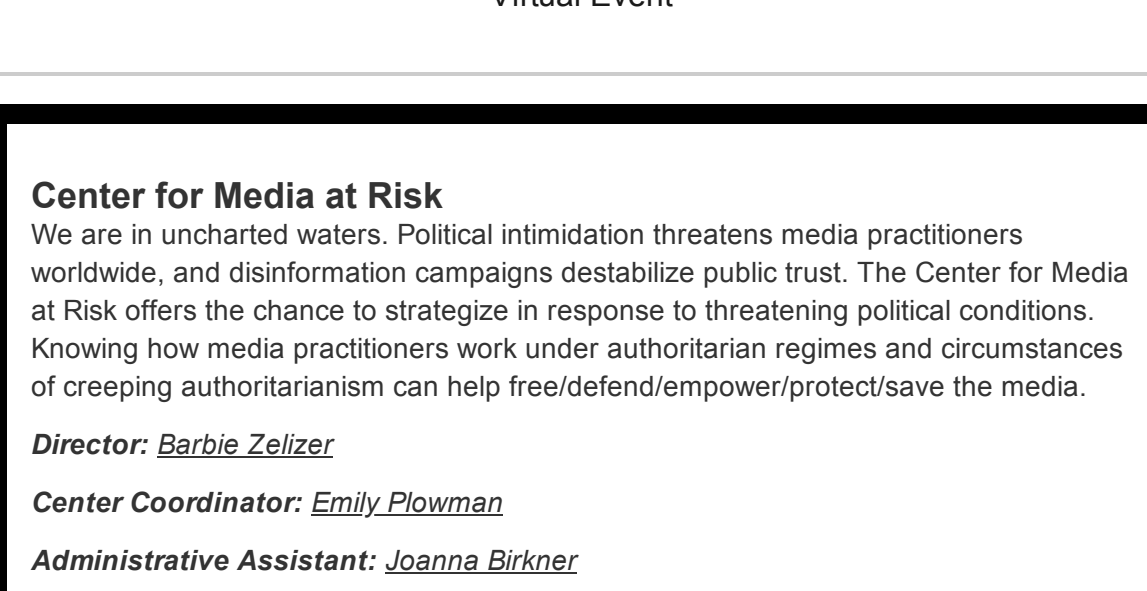 Virtual Event
Center for Media at Risk
We are in uncharted waters. Political intimidation threatens media practitioners
worldwide, and disinformation campaigns destabilize public trust. The Center for Media
at Risk offers the chance to strategize in response to threatening political conditions.
Knowing how media practitioners work under authoritarian regimes and circumstances
of creeping authoritarianism can help free/defend/empower/protect/save the media.
Director: Barbie Zelizer
Center Coordinator: Emily Plowman
Administrative Assistant: Joanna Birkner